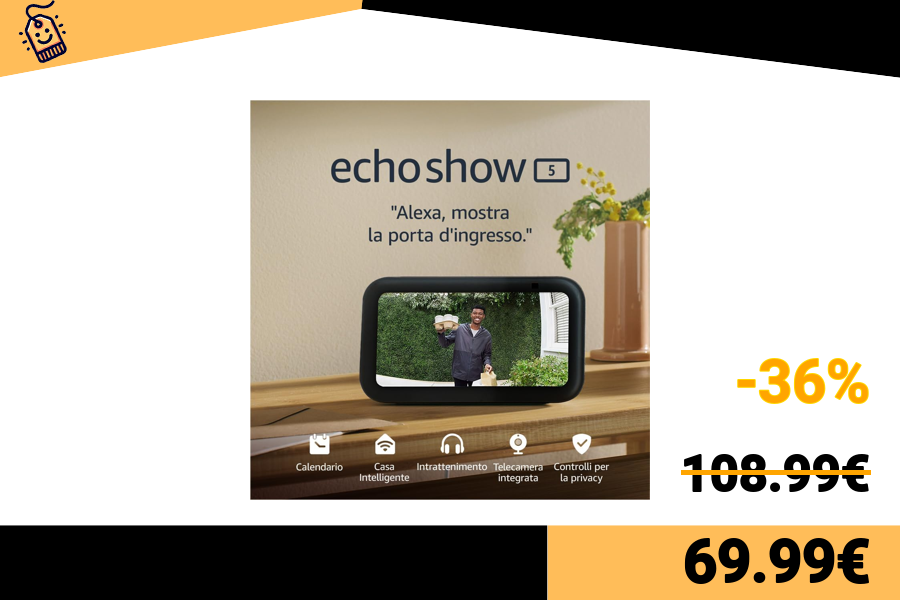 echo show 5
"Alexa, mostra
la porta d'ingresso."
Calendario
Casa
Intelligente
Intrattenimento
Telecamera
integrata
Controlli per
la privacy
-36%
108.99€
69.99€